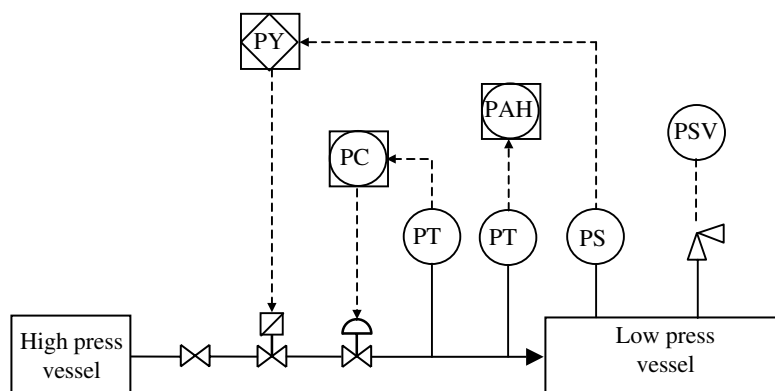 PY
PAH
PSV
PC
PT
PT
PS
High press
vessel
Low press
vessel